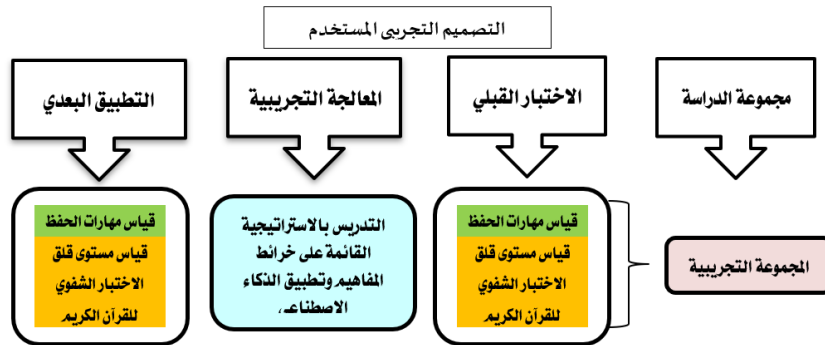 التصميم التجريبي المستخدم
مجموعة الدراسة
الاختبار القبلي
المعالجة التجريبية
التطبيق البعدي
المجموعة التجريبية
قياس مهارات الحفظ
قياس مستوى قلق
الاختبار الشفوي
للقرآن الكريم
التدريس بالاستراتيجية
القائمة على خرائط
المفاهيم وتطبيق الذكاء
قياس مهارات الحفظ
قياس مستوى قلق
الاختبار الشفوي
للقرآن الكريم